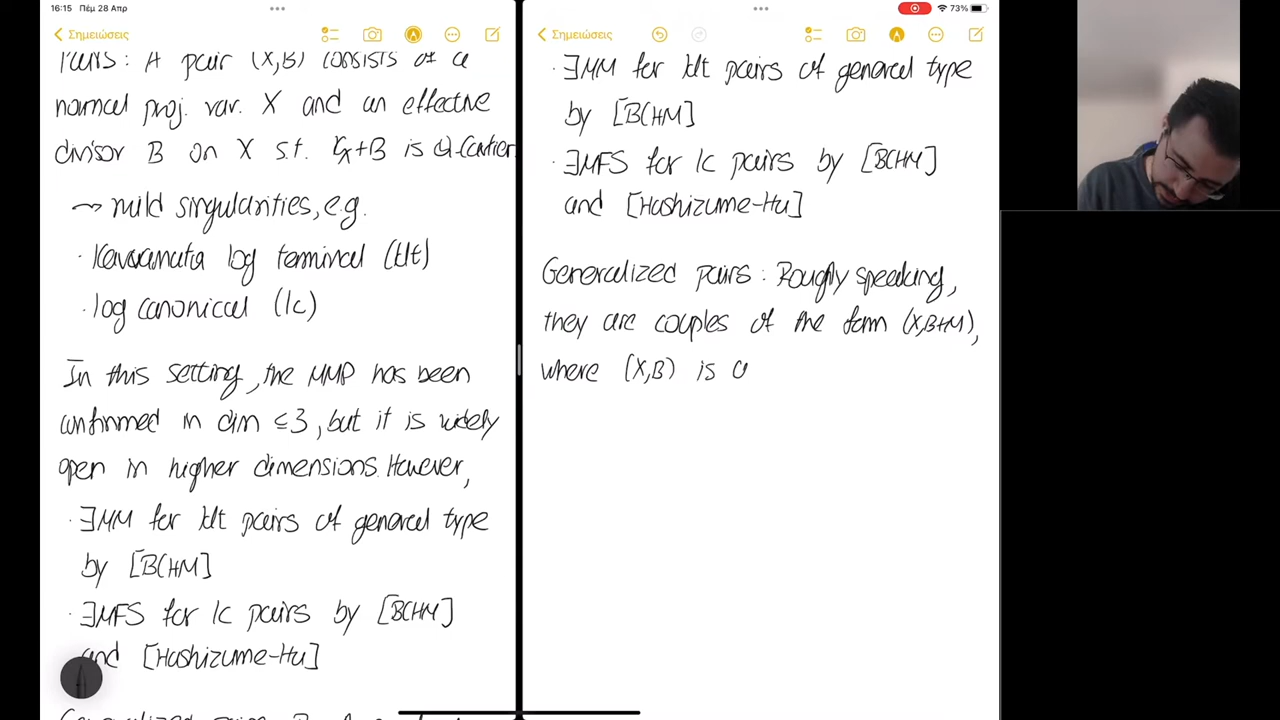 16:15 Πέμ 28 Απρ
Σημειώσεις
Pairs: A pair (X,B) consists of a
normal proj. var. X and an effective
divisor B on X s.t. K_X+B is Q-Cartier.
⇝ mild singularities, e.g.
· Kawamata log terminal (klt)
· log canonical (lc)
In this setting, the MMP has been
confirmed in dim ≤3, but it is widely
open in higher dimensions. However,
· ∃MM for klt pairs of general type
by [BCHM]
· ∃MFS for lc pairs by [BCHM]
and [Hashizume-Hu]
73%
Σημειώσεις
· ∃MM for klt pairs of general type
by [BCHM]
· ∃MFS for lc pairs by [BCHM]
and [Hashizume-Hu]
Generalized pairs: Roughly speaking,
they are couples of the form (X,B+M),
where (X,B) is a